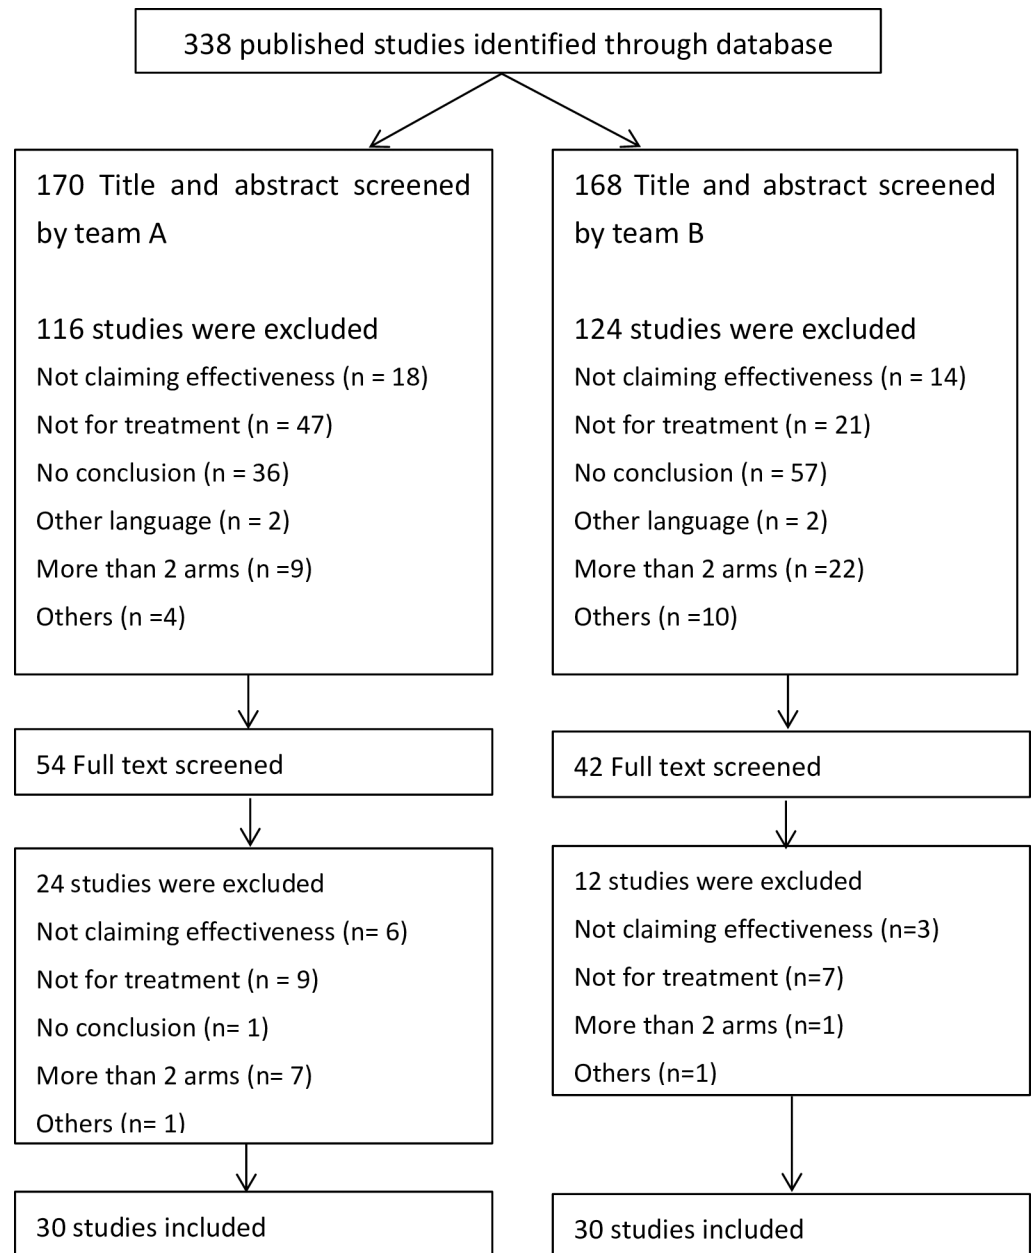 338 published studies identified through database
170 Title and abstract screened
by team A
116 studies were excluded
Not claiming effectiveness (n = 18)
Not for treatment (n = 47)
No conclusion (n = 36)
Other language (n = 2)
More than 2 arms (n =9)
Others (n =4)
168 Title and abstract screened
by team B
124 studies were excluded
Not claiming effectiveness (n = 14)
Not for treatment (n = 21)
No conclusion (n = 57)
Other language (n = 2)
More than 2 arms (n =22)
Others (n =10)
54 Full text screened
42 Full text screened
24 studies were excluded
Not claiming effectiveness (n= 6)
Not for treatment (n = 9)
No conclusion (n= 1)
More than 2 arms (n= 7)
Others (n= 1)
12 studies were excluded
Not claiming effectiveness (n=3)
Not for treatment (n=7)
More than 2 arms (n=1)
Others (n=1)
30 studies included
30 studies included